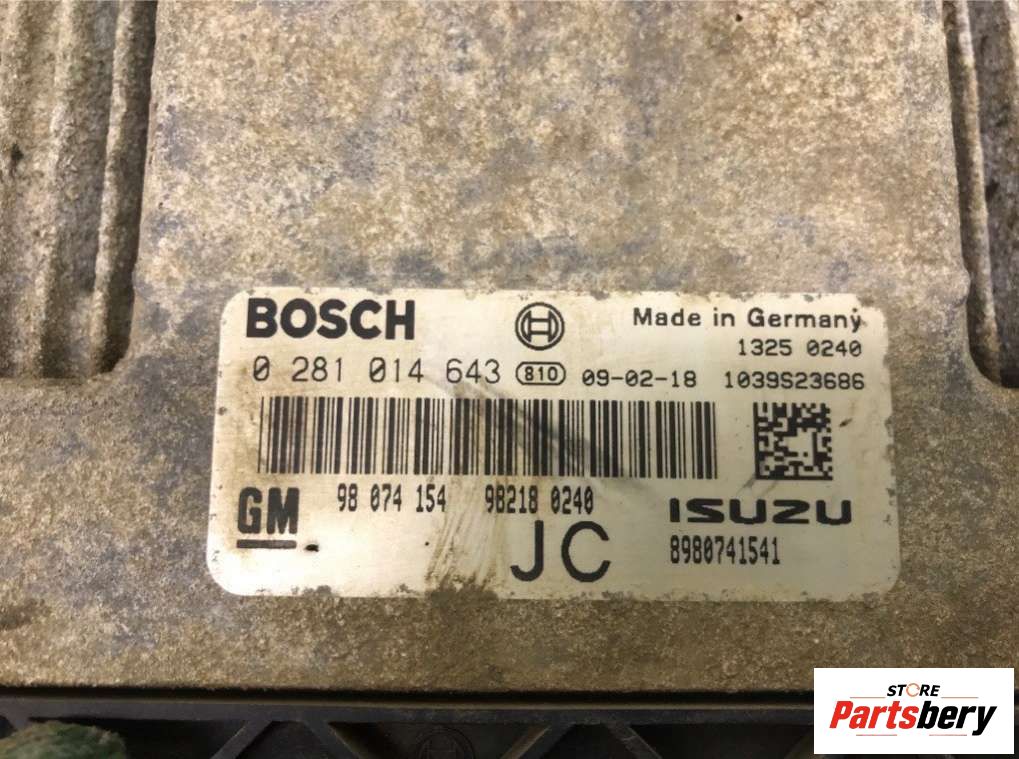 BOSCH
Made in Germany
1325 0240
0 281 014 643 810 09-02-18 1039S23686
GM 98 074 154 98218 0240 ISUZU
JC 8980741541
STORE
Partsbery